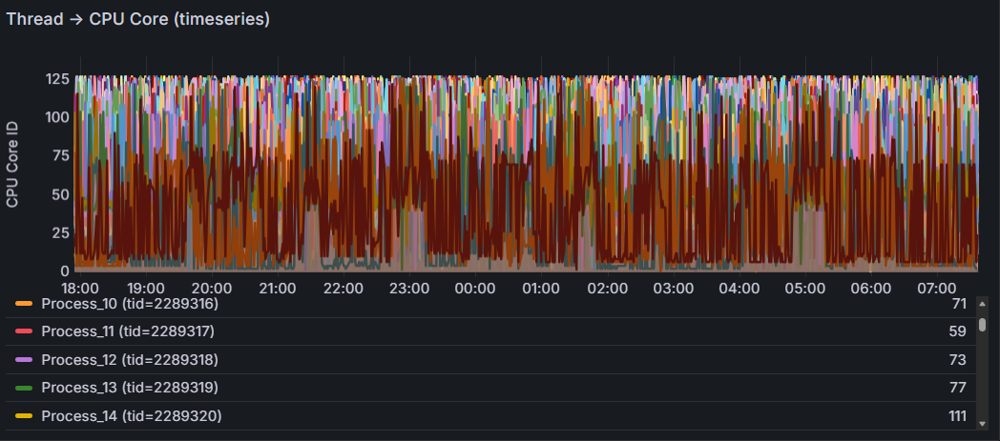 Thread → CPU Core (timeseries)
CPU Core ID
125
100
75
50
25
0
18:00 19:00 20:00 21:00 22:00 23:00 00:00 01:00 02:00 03:00 04:00 05:00 06:00 07:00
Process_10 (tid=2289316) 71
Process_11 (tid=2289317) 59
Process_12 (tid=2289318) 73
Process_13 (tid=2289319) 77
Process_14 (tid=2289320) 111